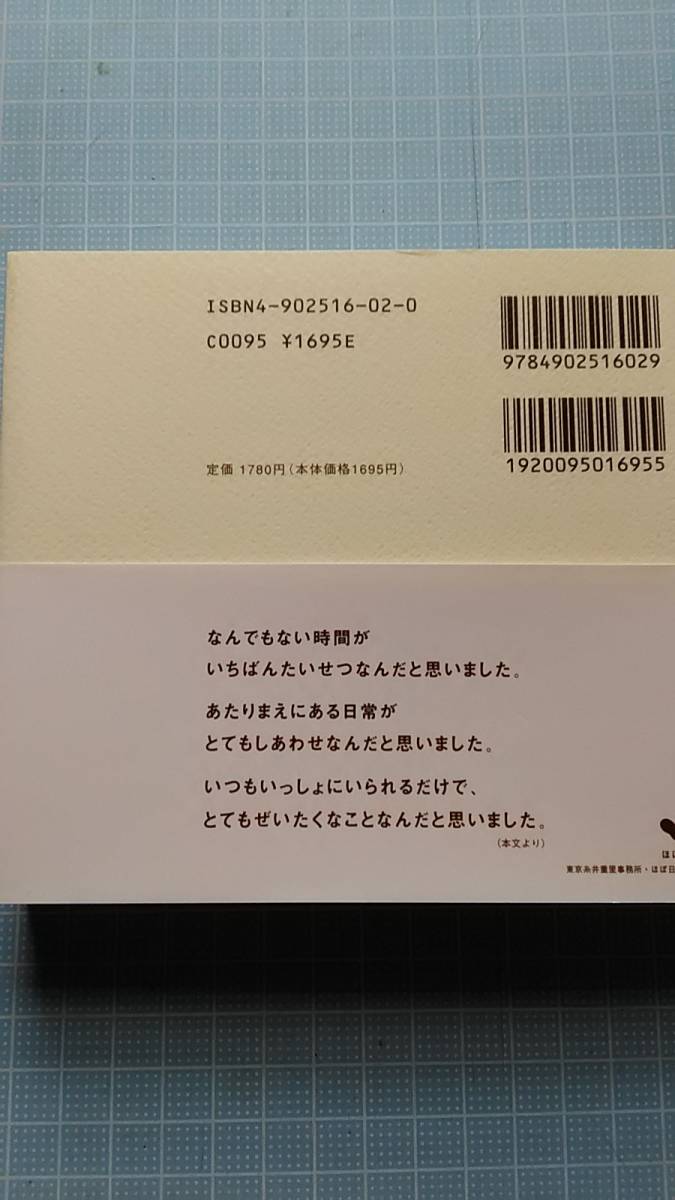 ISBN4-902516-02-0
C0095 ¥1695E
9784902516029
1920095016955
定価 1780円(本体価格1695円)
なんでもない時間が
いちばんたいせつなんだと思いました。
あたりまえにある日常が
とてもしあわせなんだと思いました。
いつもいっしょにいられるだけで、
とてもぜいたくなことなんだと思いました。
(本文より)
ほぼ
東京糸井重里事務所・ほぼ日